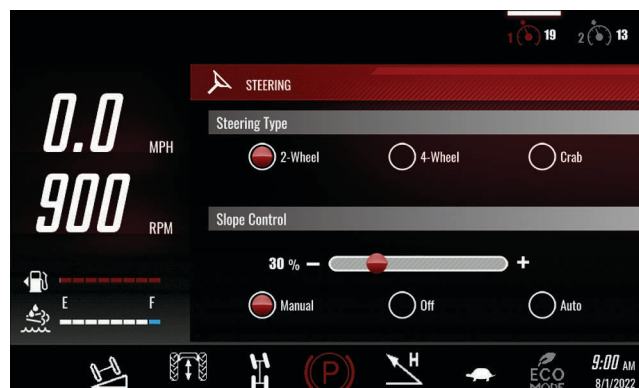 1 19 2 13
STEERING
0.0 MPH
Steering Type
2-Wheel 4-Wheel Crab
900 RPM
Slope Control
30 % − +
Manual Off Auto
E F
P H ECO MODE 9:00 AM
8/1/2022